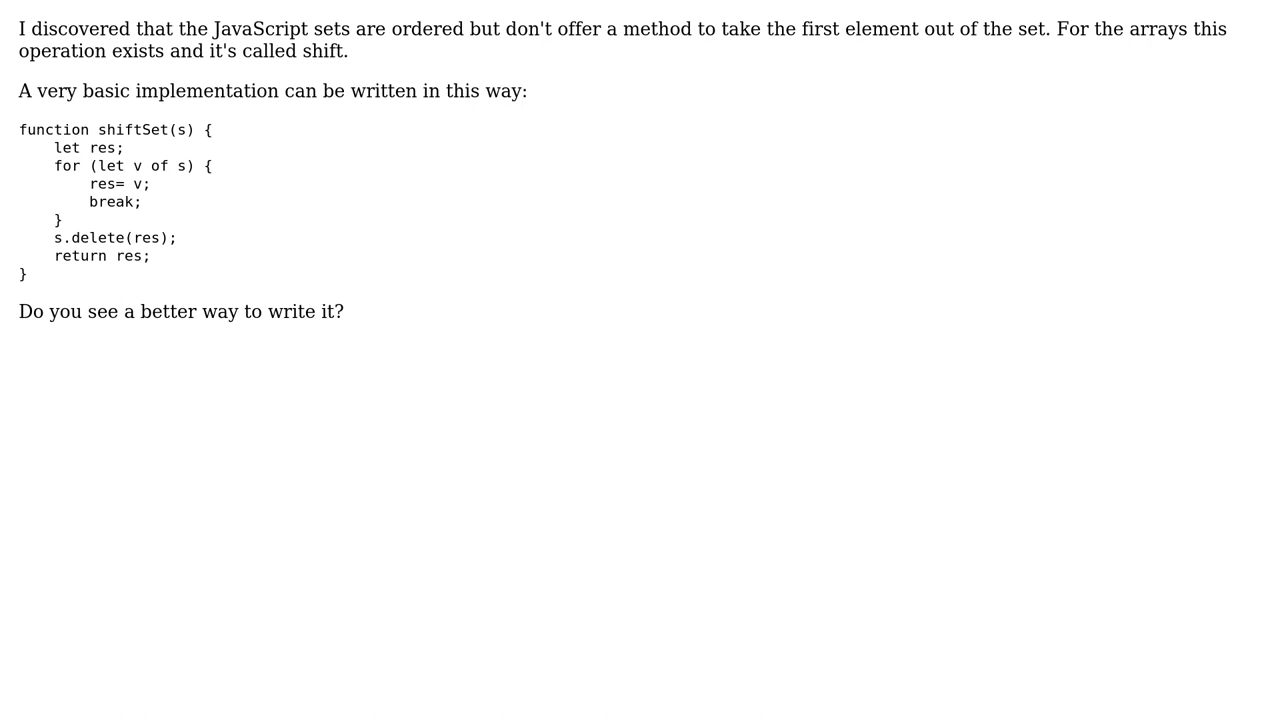 I discovered that the JavaScript sets are ordered but don't offer a method to take the first element out of the set. For the arrays this
operation exists and it's called shift.
A very basic implementation can be written in this way:
function shiftSet(s) {
    let res;
    for (let v of s) {
        res= v;
        break;
    }
    s.delete(res);
    return res;
}
Do you see a better way to write it?